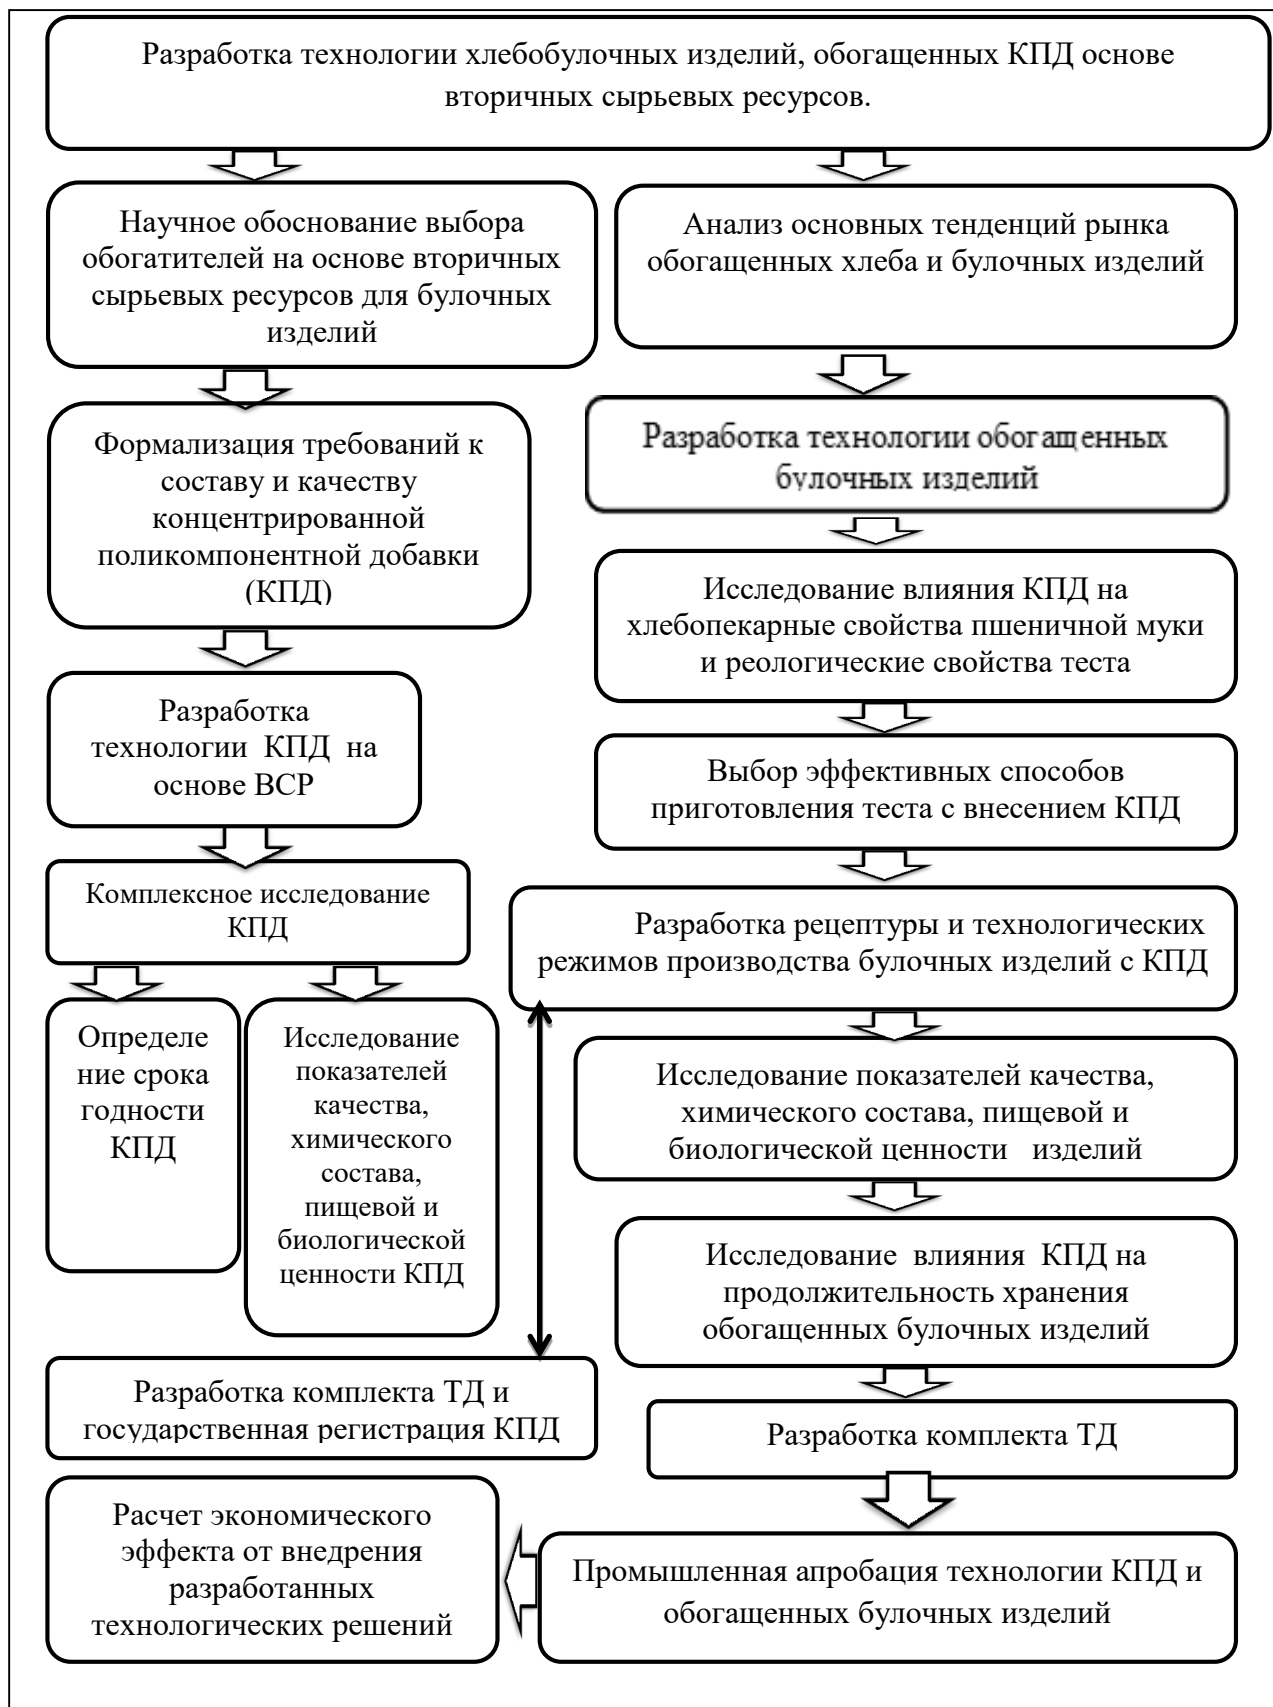 Разработка технологии хлебобулочных изделий, обогащенных КПД основе
вторичных сырьевых ресурсов.
Научное обоснование выбора
обогатителей на основе вторичных
сырьевых ресурсов для булочных
изделий
Анализ основных тенденций рынка
обогащенных хлеба и булочных изделий
Формализация требований к
составу и качеству
концентрированной
поликомпонентной добавки
(КПД)
Разработка технологии обогащенных
булочных изделий
Исследование влияния КПД на
хлебопекарные свойства пшеничной муки
и реологические свойства теста
Разработка
технологии КПД на
основе ВСР
Выбор эффективных способов
приготовления теста с внесением КПД
Комплексное исследование
КПД
Разработка рецептуры и технологических
режимов производства булочных изделий с КПД
Определе
ние срока
годности
КПД
Исследование
показателей
качества,
химического
состава,
пищевой и
биологической
ценности КПД
Исследование показателей качества,
химического состава, пищевой и
биологической ценности изделий
Исследование влияния КПД на
продолжительность хранения
обогащенных булочных изделий
Разработка комплекта ТД и
государственная регистрация КПД
Разработка комплекта ТД
Расчет экономического
эффекта от внедрения
разработанных
технологических решений
Промышленная апробация технологии КПД и
обогащенных булочных изделий